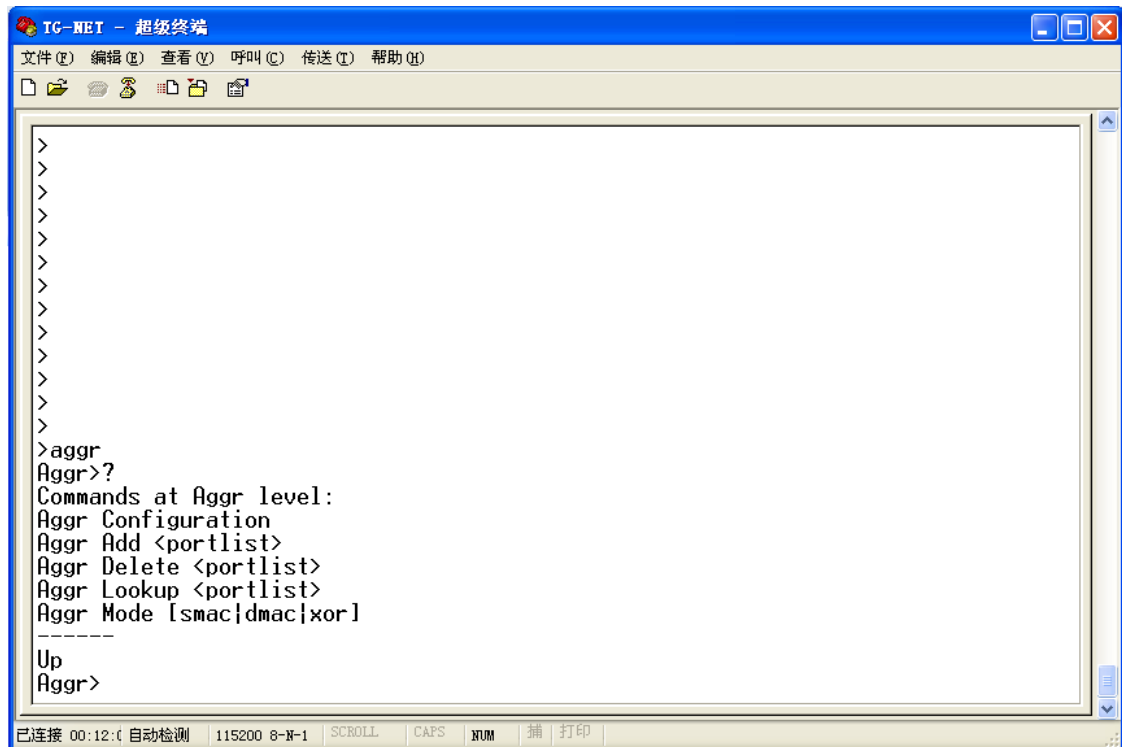 TG-NET - 超级终端
文件(F) 编辑(E) 查看(V) 呼叫(C) 传送(T) 帮助(H)
>
>
>
>
>
>
>
>
>
>
>
>
>
>aggr
Aggr>?
Commands at Aggr level:
Aggr Configuration
Aggr Add <portlist>
Aggr Delete <portlist>
Aggr Lookup <portlist>
Aggr Mode [smac|dmac|xor]
------
Up
Aggr>
已连接 00:12:( 自动检测 115200 8-N-1 SCROLL CAPS NUM 捕 打印